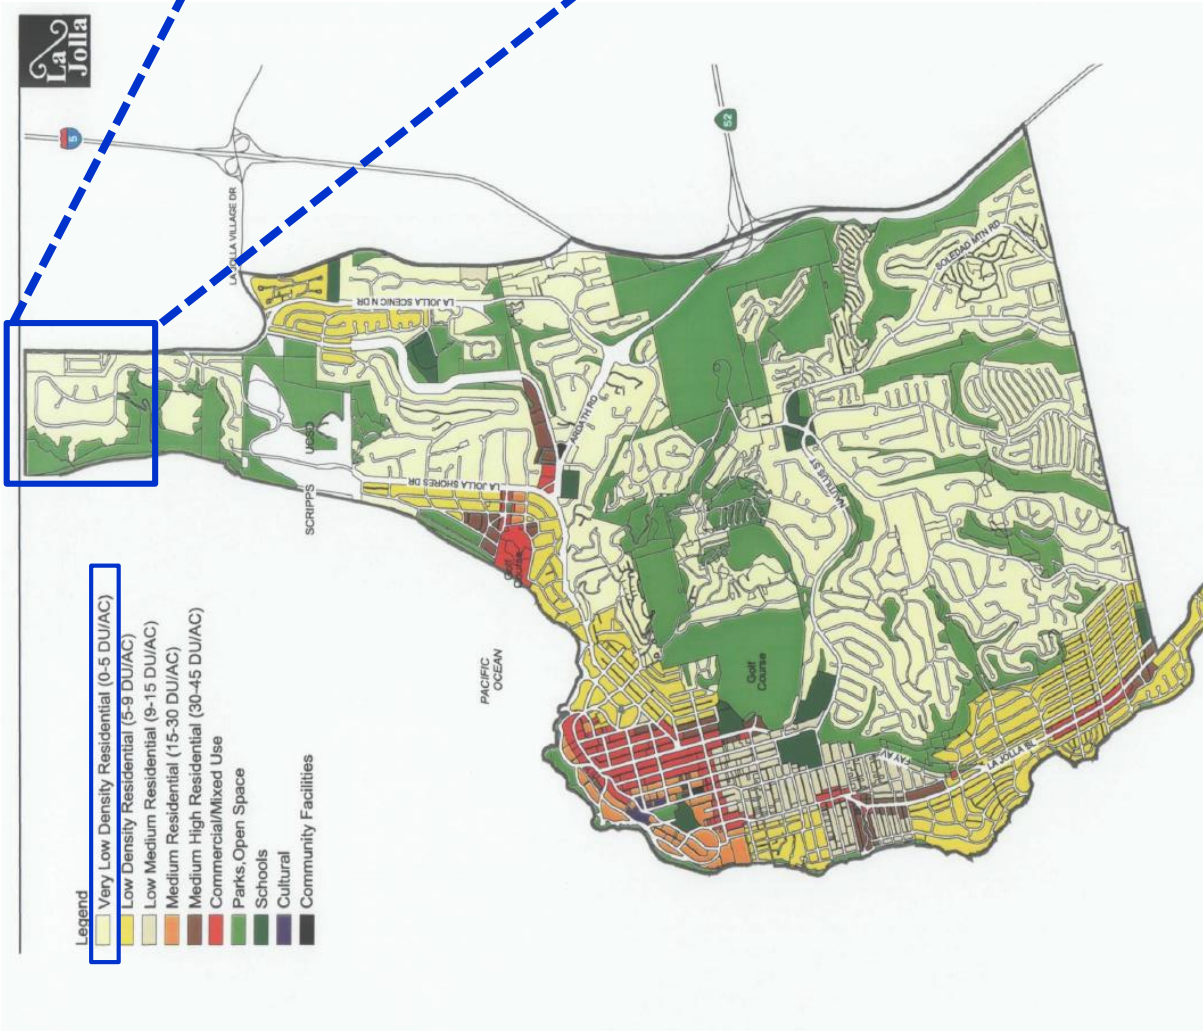 La
Jolla
5
52
LA JOLLA VILLAGE DR
LA JOLLA SCENIC N DR
SOLEDAD MTN RD
UCSD
SCRIPPS
LA JOLLA SHORES DR
ARDATH RD
NAUTILUS ST
Golf
Course
PACIFIC
OCEAN
Golf
Course
FAY AV
LA JOLLA BL
Legend
Very Low Density Residential (0-5 DU/AC)
Low Density Residential (5-9 DU/AC)
Low Medium Residential (9-15 DU/AC)
Medium Residential (15-30 DU/AC)
Medium High Residential (30-45 DU/AC)
Commercial/Mixed Use
Parks,Open Space
Schools
Cultural
Community Facilities